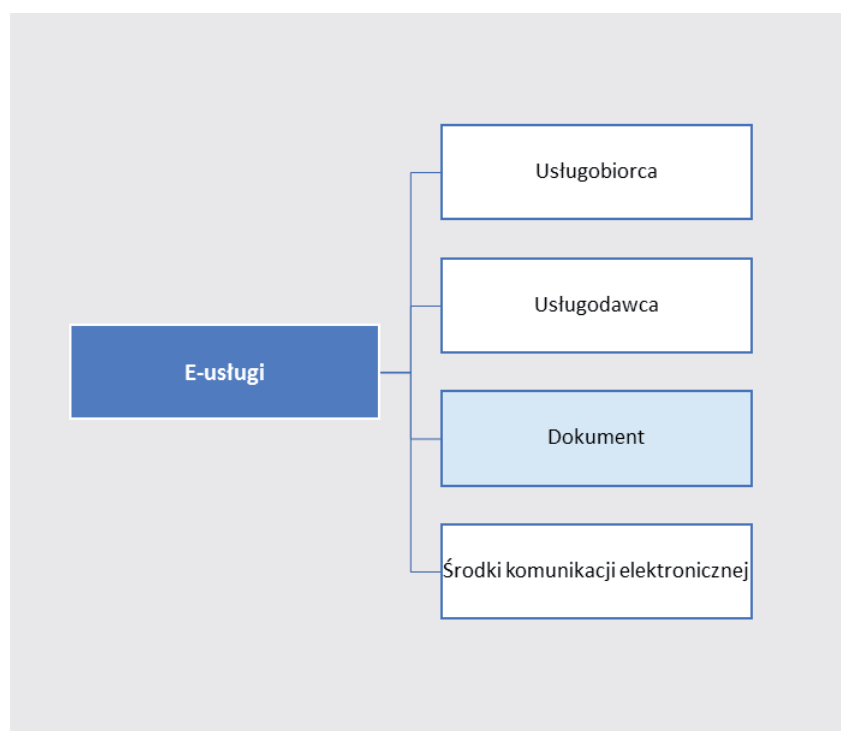 Usługobiorca
Usługodawca
E-usługi
Dokument
Środki komunikacji elektronicznej